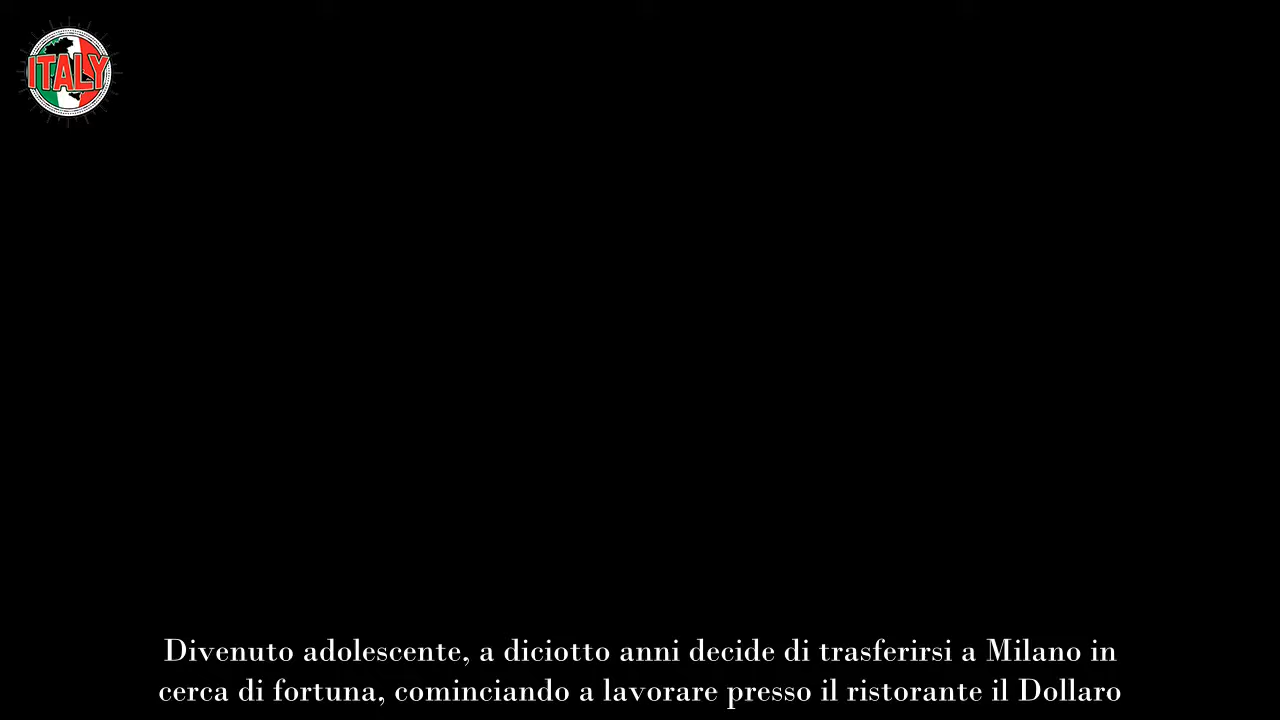 ITALY
Divenuto adolescente, a diciotto anni decide di trasferirsi a Milano in
cerca di fortuna, cominciando a lavorare presso il ristorante il Dollaro